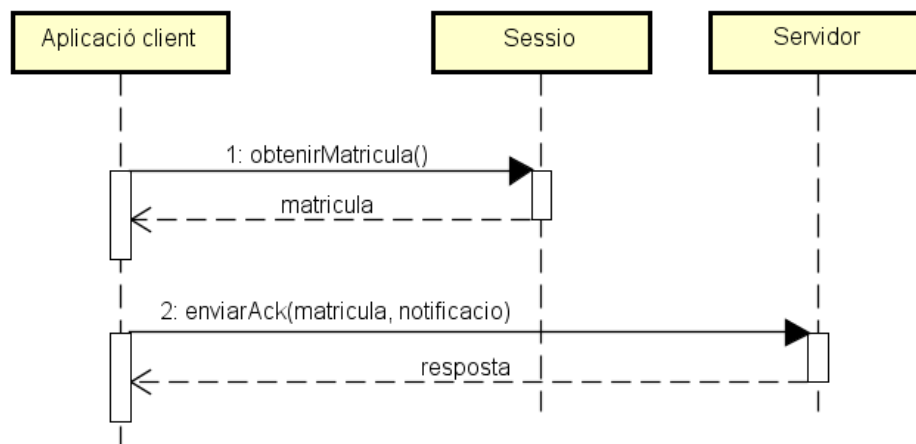 Aplicació client
Sessio
Servidor
1: obtenirMatricula()
matricula
2: enviarAck(matricula, notificacio)
resposta